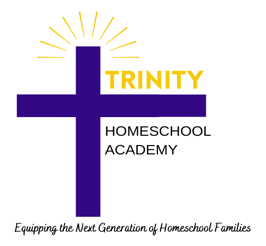 TRINITY
HOMESCHOOL
ACADEMY
Equipping the Next Generation of Homeschool Families